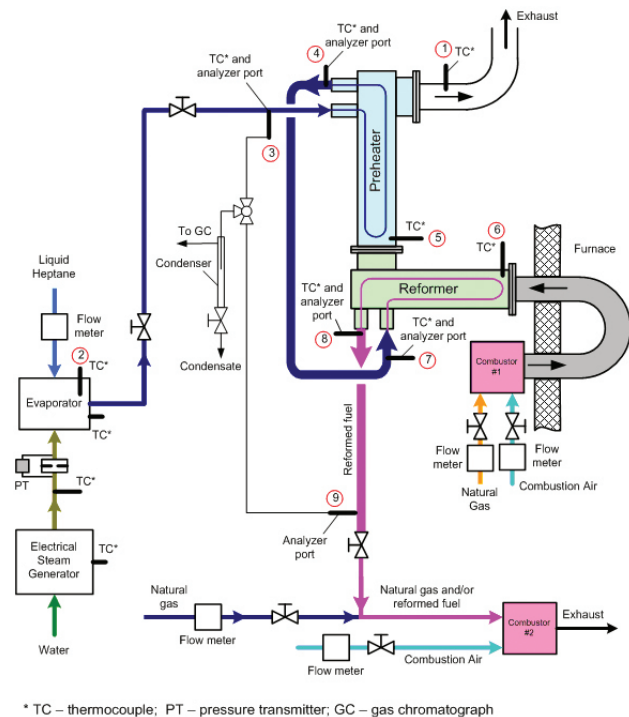 Exhaust
④
TC* and
analyzer port
①
TC*
TC* and
analyzer port
③
Preheater
To GC
Condenser
TC*
⑤
⑥
TC*
Furnace
Liquid
Heptane
Flow
meter
Reformer
TC* and
analyzer
port
⑧
TC* and
analyzer port
⑦
Condensate
②
TC*
Evaporator
TC*
Combustor
#1
PT
TC*
Flow
meter
Natural
Gas
Flow
meter
Combustion Air
Reformed fuel
⑨
Analyzer
port
Electrical
Steam
Generator
TC*
Water
Natural
gas
Flow meter
Natural gas and/or
reformed fuel
Combustor
#2
Exhaust
Flow meter
Combustion Air
* TC – thermocouple; PT – pressure transmitter; GC – gas chromatograph